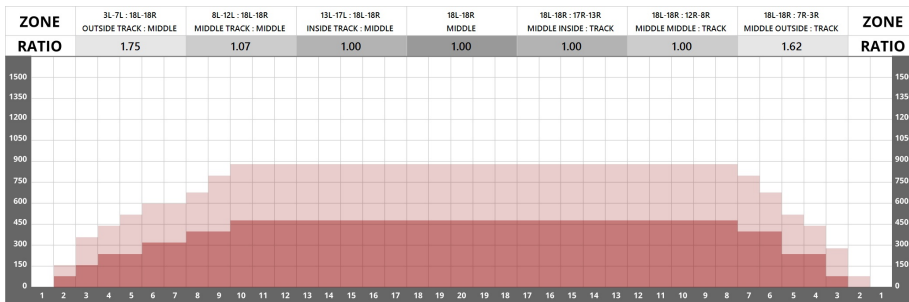 ZONE 3L-7L : 18L-18R 8L-12L : 18L-18R 13L-17L : 18L-18R 18L-18R 18L-18R : 17R-13R 18L-18R : 12R-8R 18L-18R : 7R-3R ZONE
OUTSIDE TRACK : MIDDLE MIDDLE TRACK : MIDDLE INSIDE TRACK : MIDDLE MIDDLE MIDDLE INSIDE : TRACK MIDDLE MIDDLE : TRACK MIDDLE OUTSIDE : TRACK
RATIO 1.75 1.07 1.00 1.00 1.00 1.00 1.62 RATIO
1500 1500
1350 1350
1200 1200
1050 1050
900 900
750 750
600 600
450 450
300 300
150 150
0 0
1 2 3 4 5 6 7 8 9 10 11 12 13 14 15 16 17 18 19 20 19 18 17 16 15 14 13 12 11 10 9 8 7 6 5 4 3 2 1